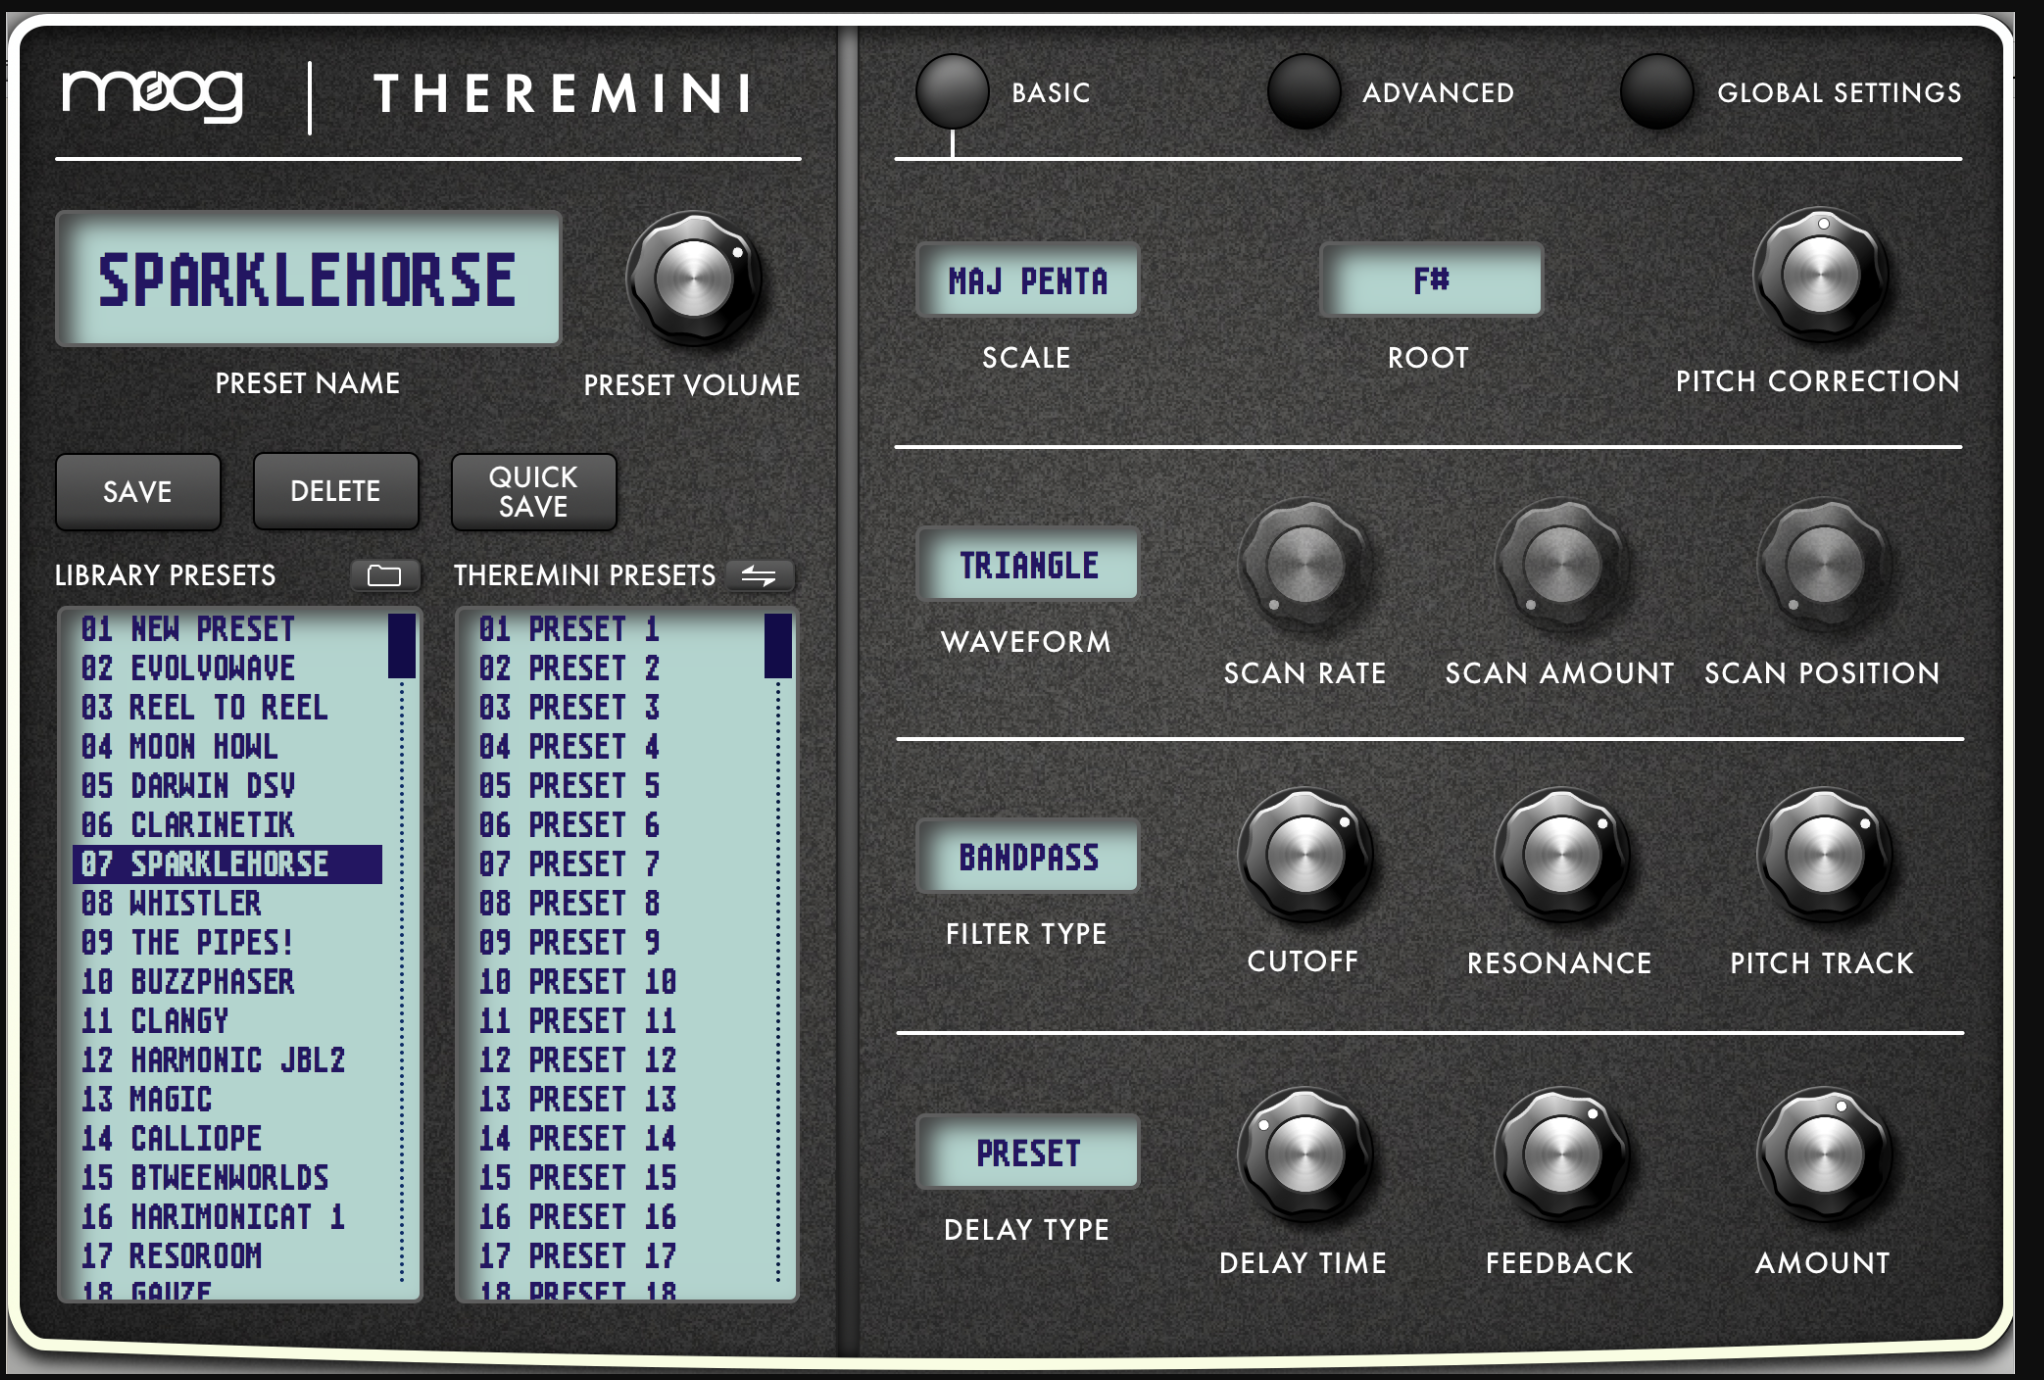 moog | THEREMINI
BASIC
ADVANCED
GLOBAL SETTINGS
SPARKLEHORSE
PRESET NAME
PRESET VOLUME
MAJ PENTA
SCALE
F#
ROOT
PITCH CORRECTION
SAVE
DELETE
QUICK
SAVE
LIBRARY PRESETS
01 NEW PRESET
02 EVOLVOWAVE
03 REEL TO REEL
04 MOON HOWL
05 DARWIN DSV
06 CLARINETIK
07 SPARKLEHORSE
08 WHISTLER
09 THE PIPES!
10 BUZZPHASER
11 CLANGY
12 HARMONIC JBL2
13 MAGIC
14 CALLIOPE
15 BTWEENWORLDS
16 HARIMONICAT 1
17 RESOROOM
18 GAUZE
THEREMINI PRESETS
01 PRESET 1
02 PRESET 2
03 PRESET 3
04 PRESET 4
05 PRESET 5
06 PRESET 6
07 PRESET 7
08 PRESET 8
09 PRESET 9
10 PRESET 10
11 PRESET 11
12 PRESET 12
13 PRESET 13
14 PRESET 14
15 PRESET 15
16 PRESET 16
17 PRESET 17
18 PRESET 18
TRIANGLE
WAVEFORM
SCAN RATE
SCAN AMOUNT
SCAN POSITION
BANDPASS
FILTER TYPE
CUTOFF
RESONANCE
PITCH TRACK
PRESET
DELAY TYPE
DELAY TIME
FEEDBACK
AMOUNT